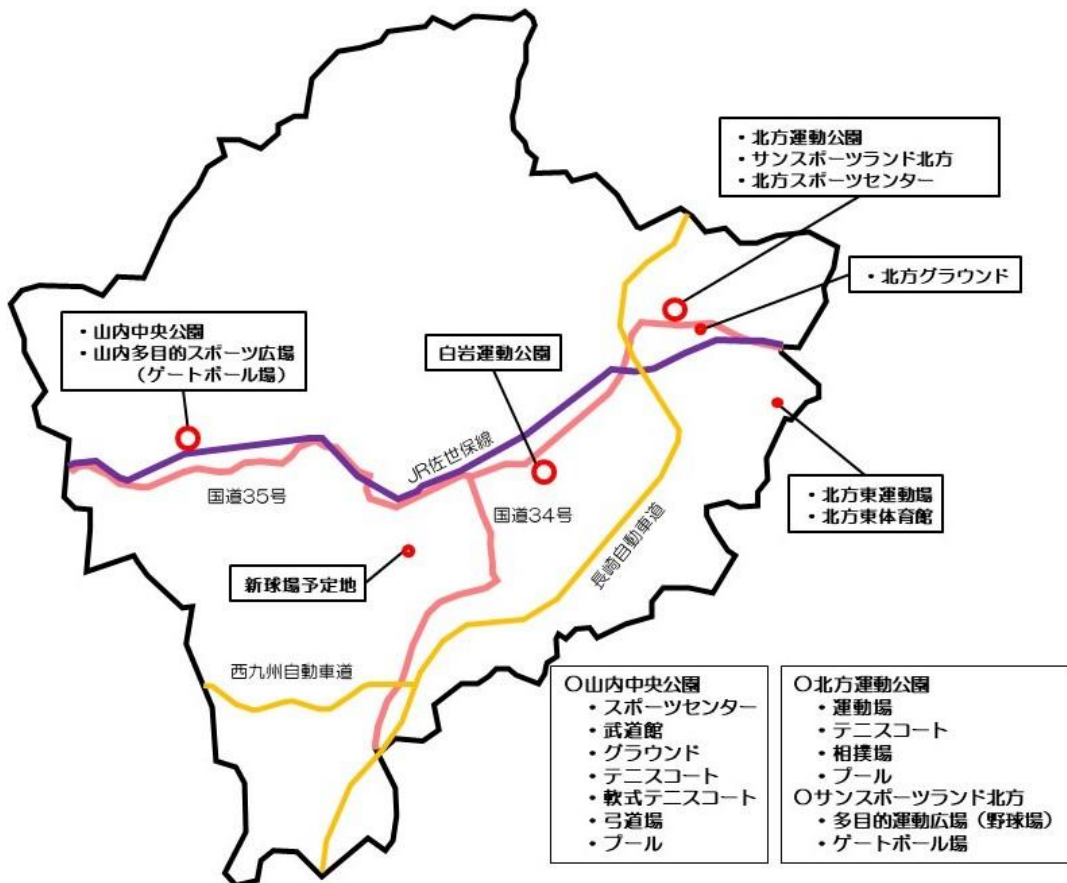 ・北方運動公園
・サンスポーツランド北方
・北方スポーツセンター
・北方グラウンド
・山内中央公園
・山内多目的スポーツ広場
（ゲートボール場）
白岩運動公園
JR佐世保線
国道35号
国道34号
・北方東運動場
・北方東体育館
長崎自動車道
新球場予定地
西九州自動車道
〇山内中央公園
・スポーツセンター
・武道館
・グラウンド
・テニスコート
・軟式テニスコート
・弓道場
・プール
〇北方運動公園
・運動場
・テニスコート
・相撲場
・プール
〇サンスポーツランド北方
・多目的運動広場（野球場）
・ゲートボール場